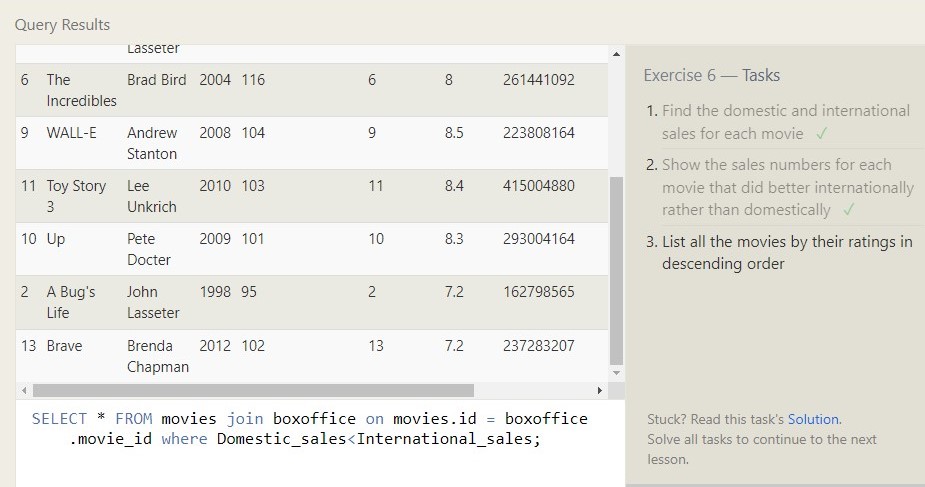 Query Results
Lasseter
6 The Brad Bird 2004 116 6 8 261441092
Incredibles
9 WALL-E Andrew 2008 104 9 8.5 223808164
Stanton
11 Toy Story Lee 2010 103 11 8.4 415004880
3 Unkrich
10 Up Pete 2009 101 10 8.3 293004164
Docter
2 A Bug's John 1998 95 2 7.2 162798565
Life Lasseter
13 Brave Brenda 2012 102 13 7.2 237283207
Chapman
SELECT * FROM movies join boxoffice on movies.id = boxoffice
.movie_id where Domestic_sales<International_sales;
Exercise 6 — Tasks
1. Find the domestic and international
sales for each movie ✓
2. Show the sales numbers for each
movie that did better internationally
rather than domestically ✓
3. List all the movies by their ratings in
descending order
Stuck? Read this task's Solution.
Solve all tasks to continue to the next
lesson.